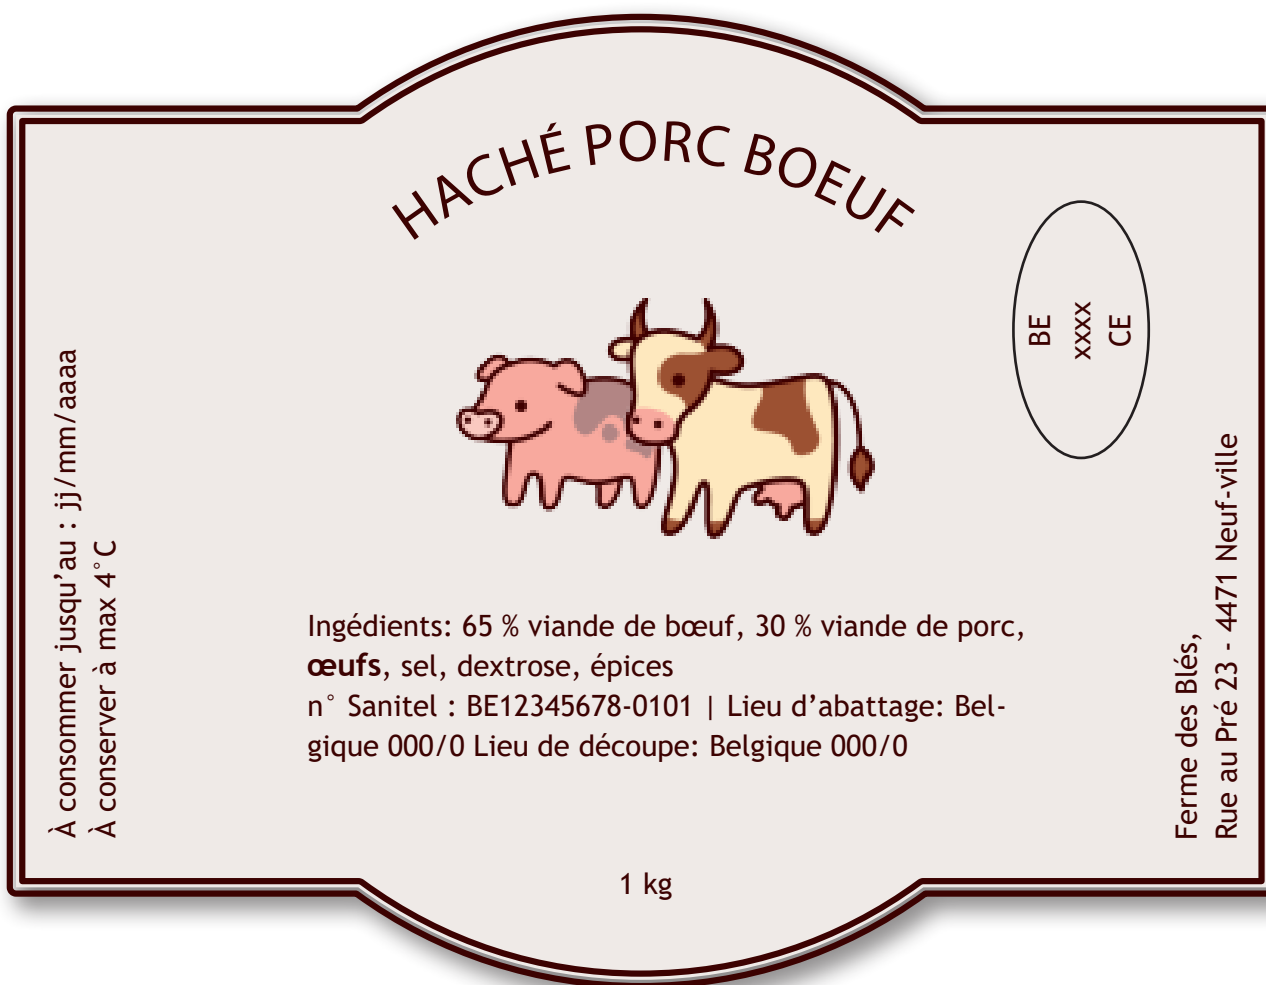 HACHÉ PORC BOEUF
BE
xxxx
CE
À consommer jusqu’au : jj/mm/aaaa
À conserver à max 4°C
Ingédients: 65 % viande de bœuf, 30 % viande de porc,
œufs, sel, dextrose, épices
n° Sanitel : BE12345678-0101 | Lieu d’abattage: Bel-
gique 000/0 Lieu de découpe: Belgique 000/0
Ferme des Blés,
Rue au Pré 23 - 4471 Neuf-ville
1 kg